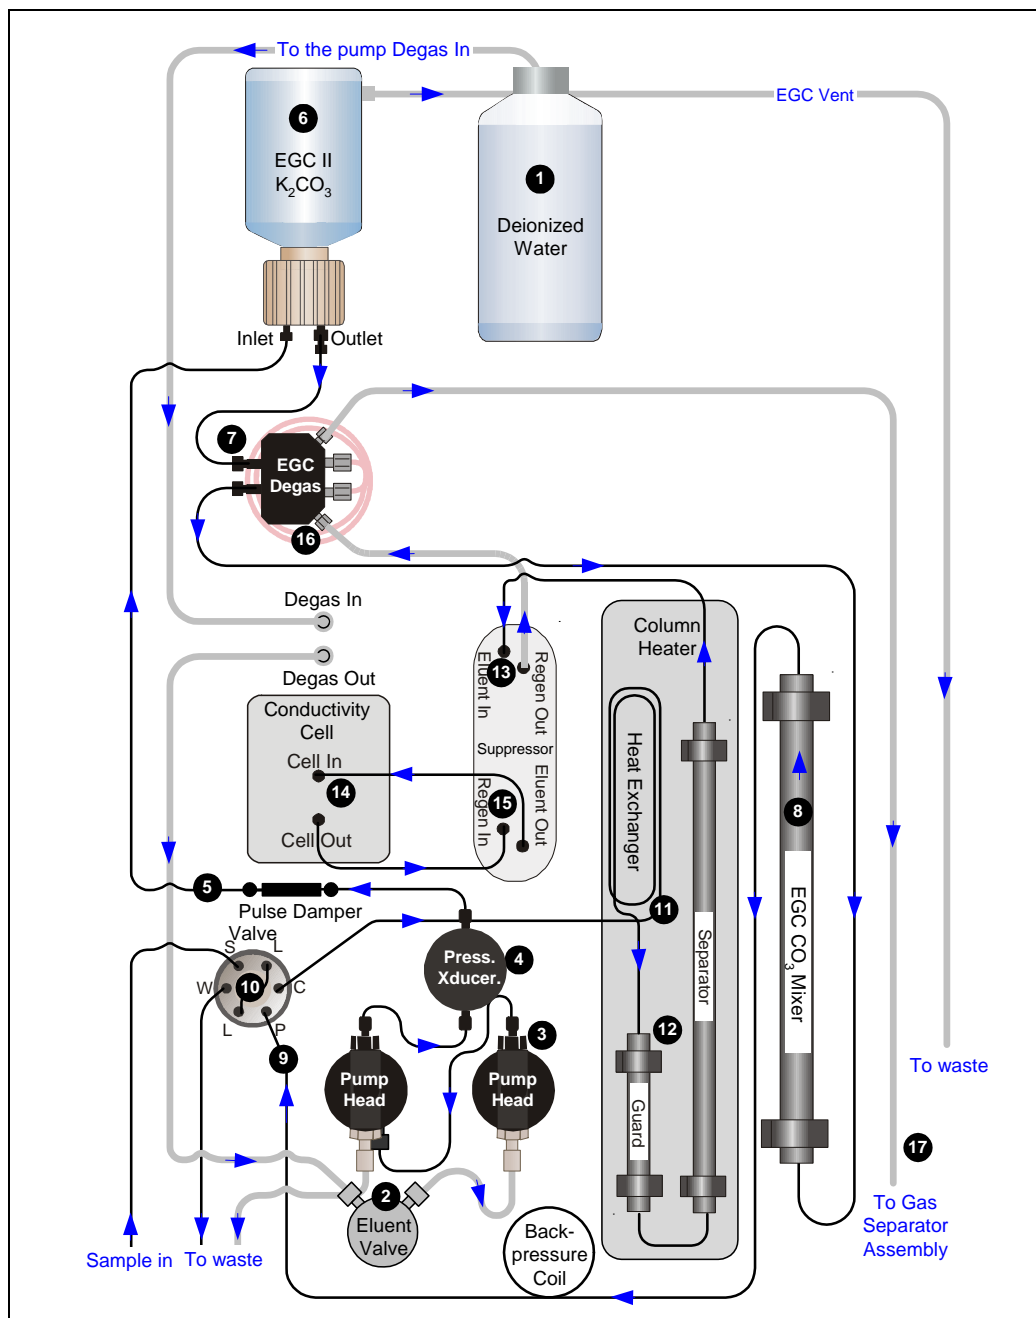 To the pump Degas In
EGC Vent
6
EGC II
K₂CO₃
1
Deionized
Water
Inlet
Outlet
7
EGC
Degas
16
Degas In
Degas Out
Conductivity
Cell
Cell In
14
Cell Out
Eluent In
13
Regen Out
Suppressor
15
Regen In
Eluent Out
Column
Heater
Heat Exchanger
11
8
EGC CO₃ Mixer
Separator
5
Pulse Damper
Valve
S
L
W
10
C
L
P
9
Press.
Xducer.
4
3
Pump
Head
Pump
Head
12
Guard
2
Eluent
Valve
Back-
pressure
Coil
Sample in
To waste
To waste
17
To Gas
Separator
Assembly